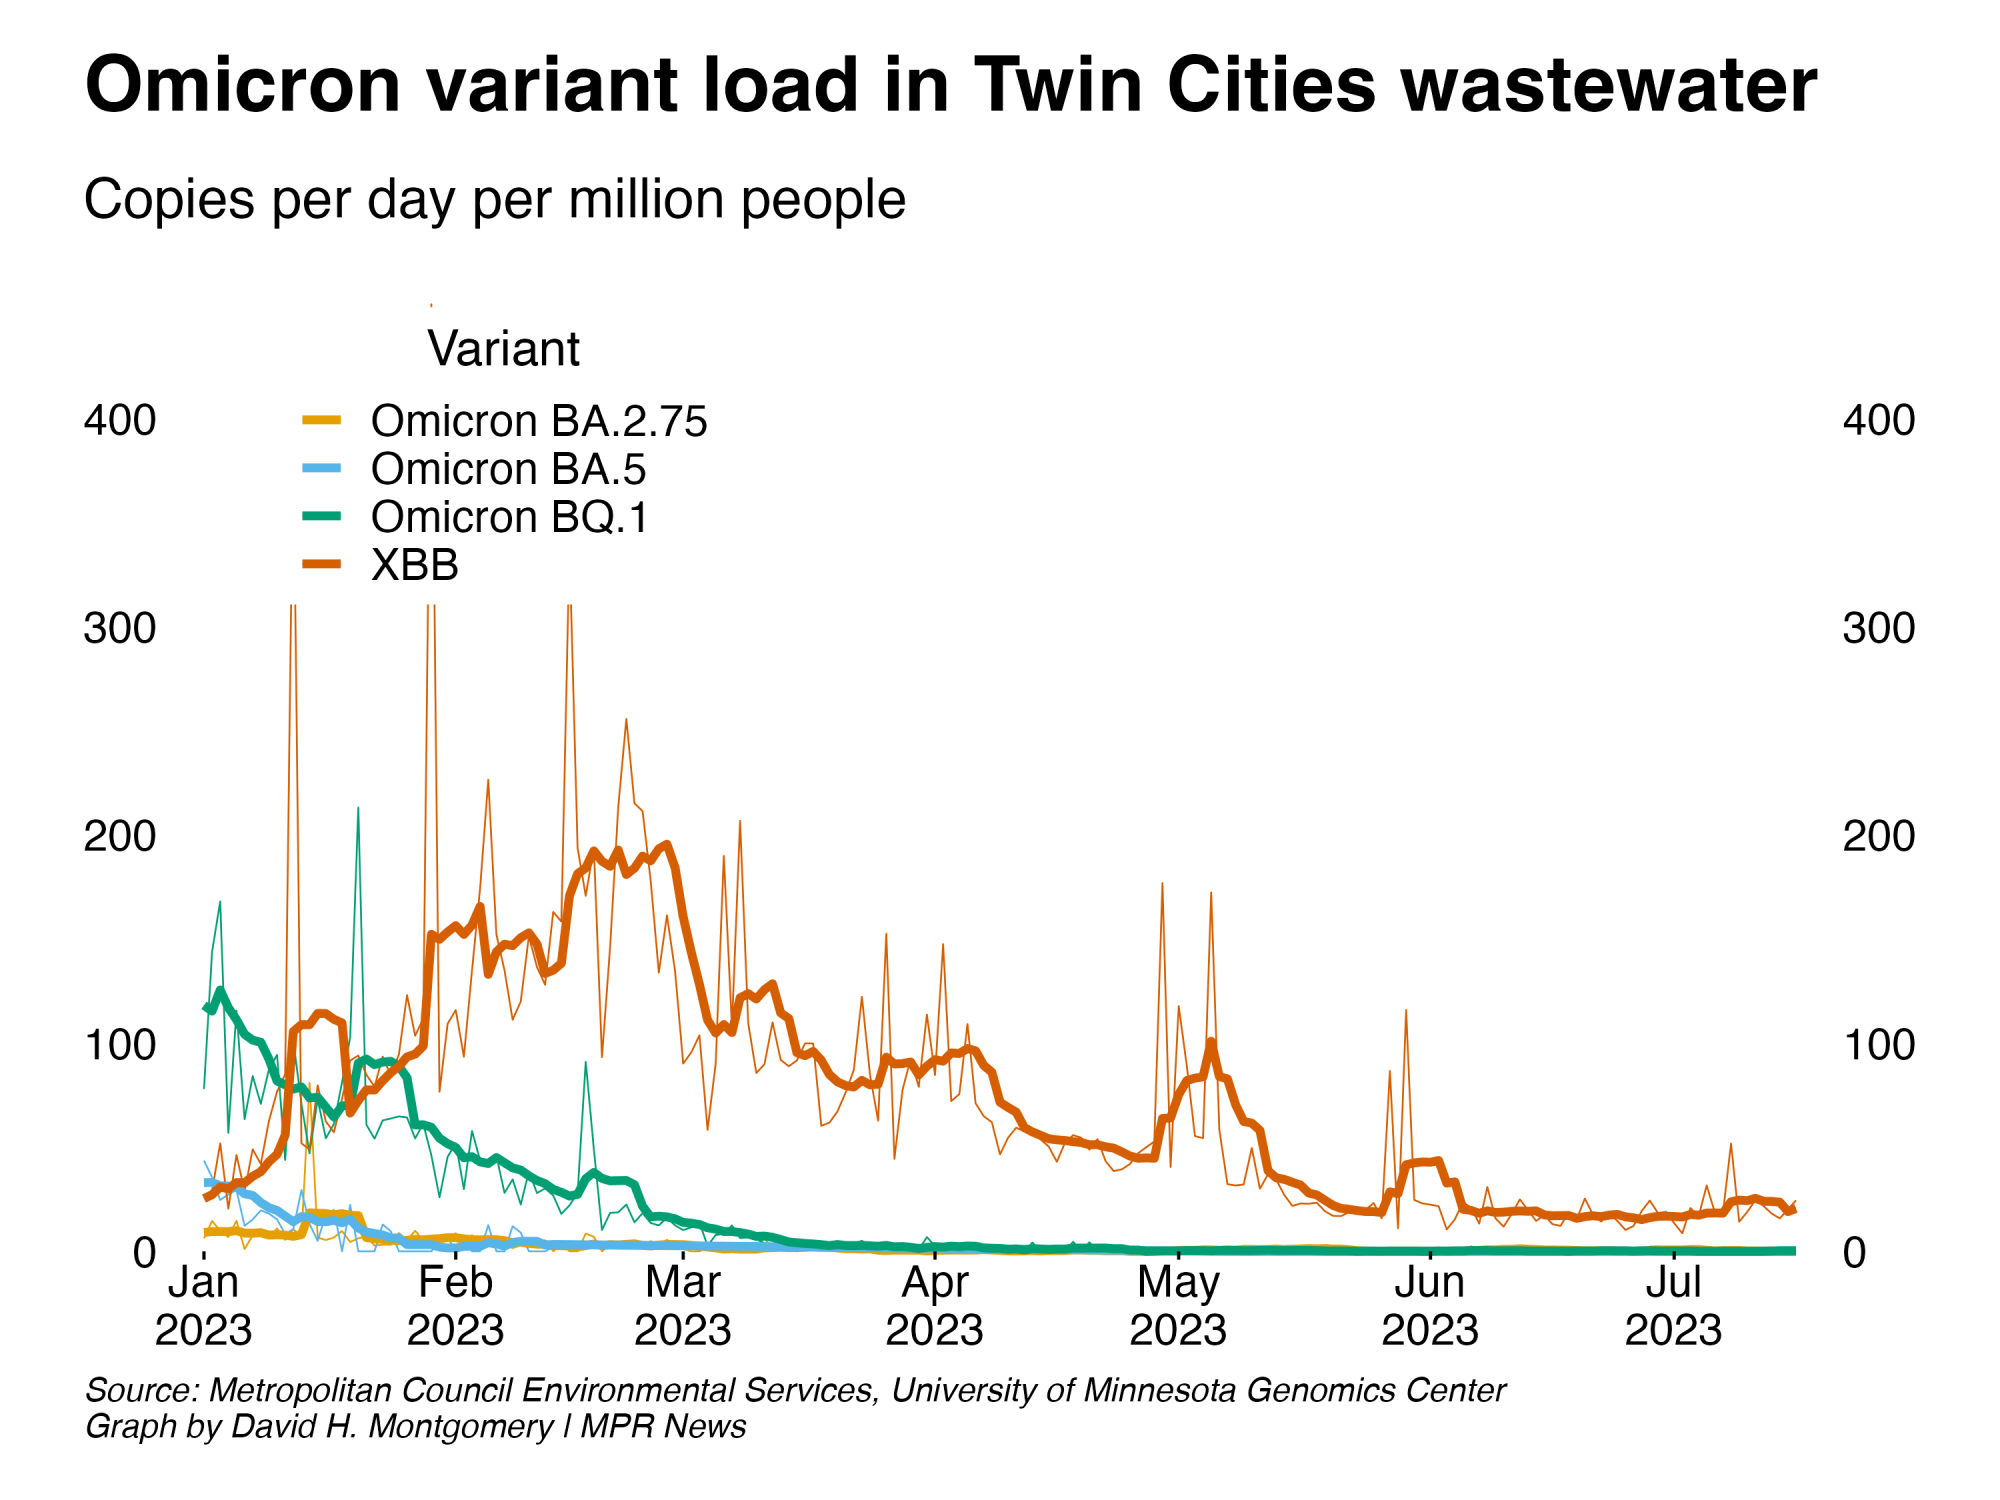 Omicron variant load in Twin Cities wastewater
Copies per day per million people
Variant
Omicron BA.2.75
Omicron BA.5
Omicron BQ.1
XBB
400 400
300 300
200 200
100 100
0 0
Jan Feb Mar Apr May Jun Jul
2023 2023 2023 2023 2023 2023 2023
Source: Metropolitan Council Environmental Services, University of Minnesota Genomics Center
Graph by David H. Montgomery | MPR News